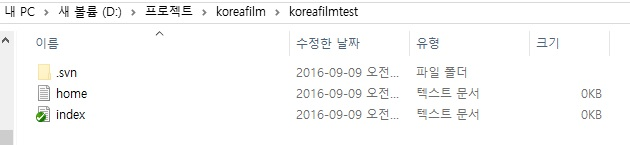 내 PC > 새 볼륨 (D:) > 프로젝트 > koreafilm > koreafilmtest
이름 수정한 날짜 유형 크기
.svn 2016-09-09 오전... 파일 폴더
home 2016-09-09 오전... 텍스트 문서 0KB
index 2016-09-09 오전... 텍스트 문서 0KB